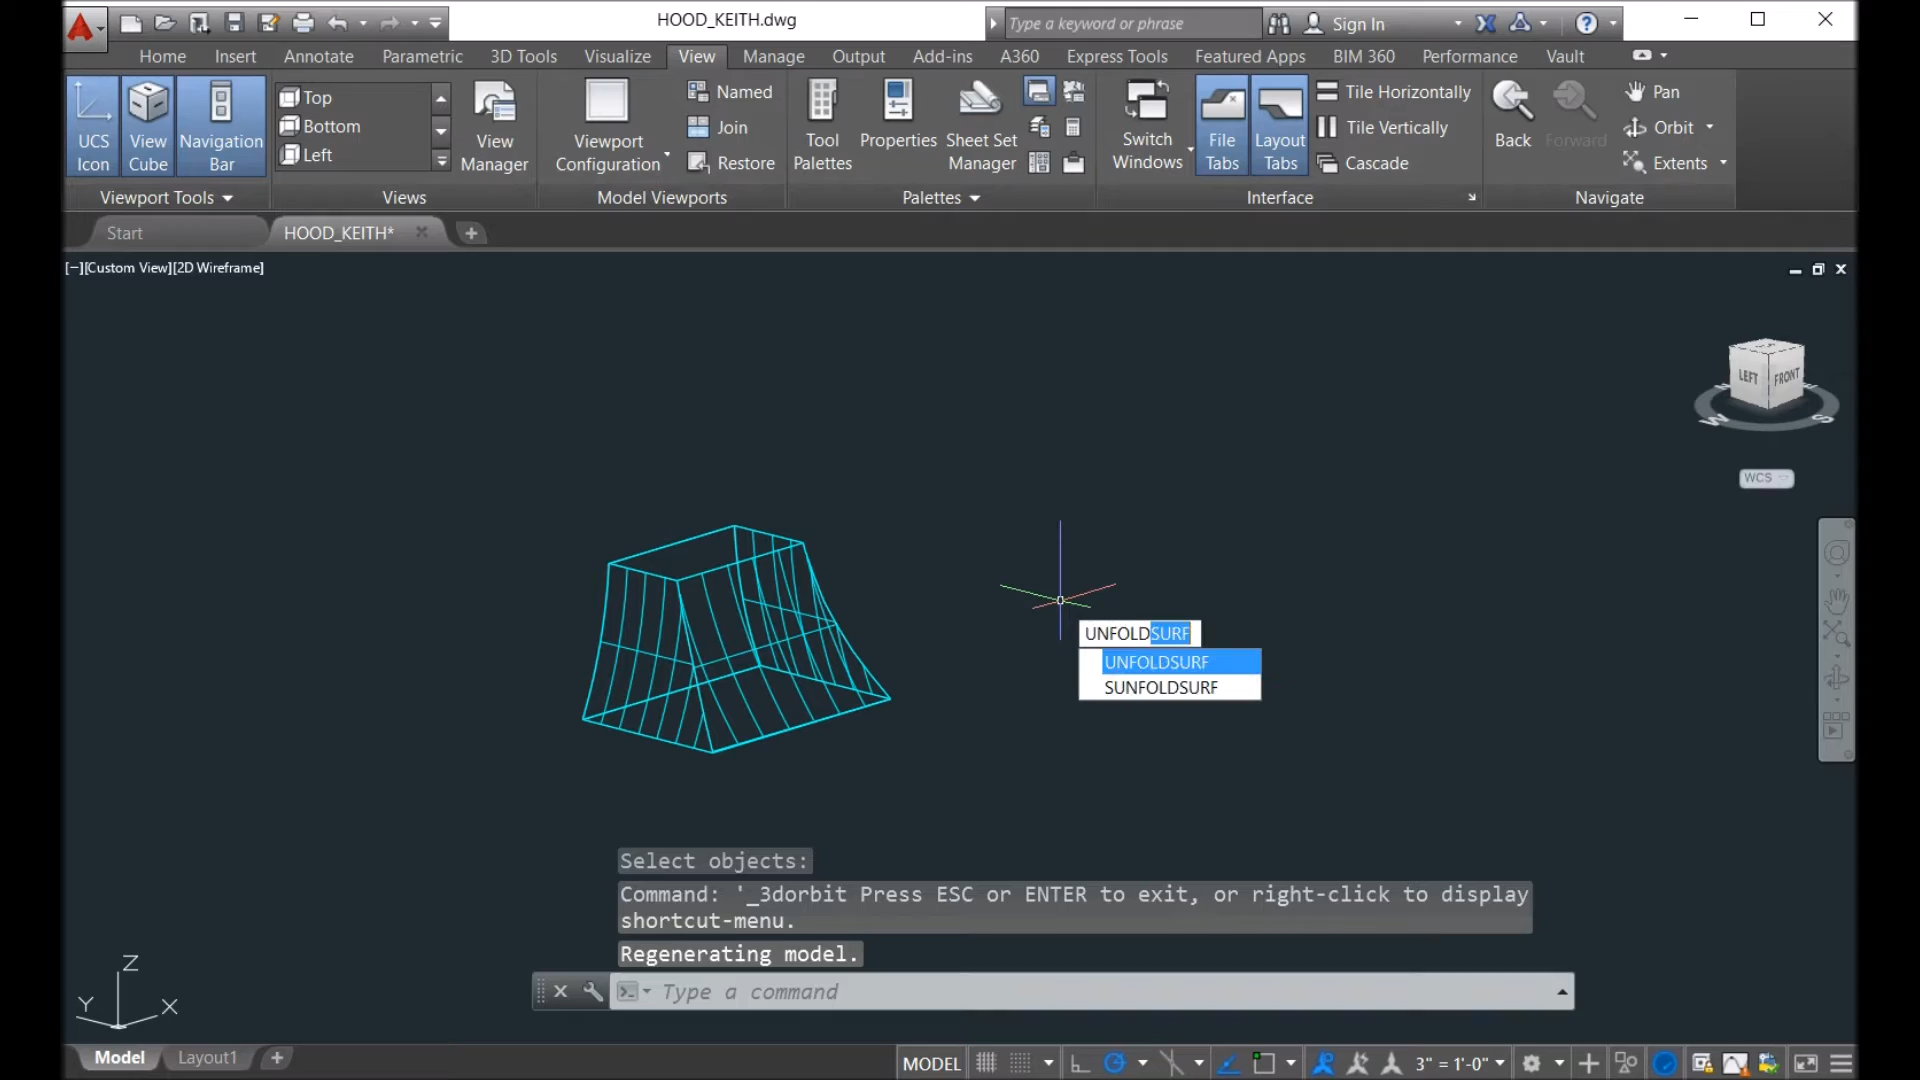 HOOD_KEITH.dwg
Type a keyword or phrase
Sign In
Home Insert Annotate Parametric 3D Tools Visualize View Manage Output Add-ins A360 Express Tools Featured Apps BIM 360 Performance Vault
UCS Icon
View Cube
Navigation Bar
Top
Bottom
Left
View Manager
Viewport Configuration
Named
Join
Restore
Tool Palettes
Properties
Sheet Set Manager
Switch Windows
File Tabs
Layout Tabs
Tile Horizontally
Tile Vertically
Cascade
Back
Forward
Pan
Orbit
Extents
Viewport Tools Views Model Viewports Palettes Interface Navigate
Start HOOD_KEITH*
[−][Custom View][2D Wireframe]
LEFT FRONT
W S
WCS
UNFOLDSURF
UNFOLDSURF
SUNFOLDSURF
Select objects:
Command: '_3dorbit Press ESC or ENTER to exit, or right-click to display
shortcut-menu.
Regenerating model.
Type a command
Z
Y X
Model Layout1
MODEL 3" = 1'-0"